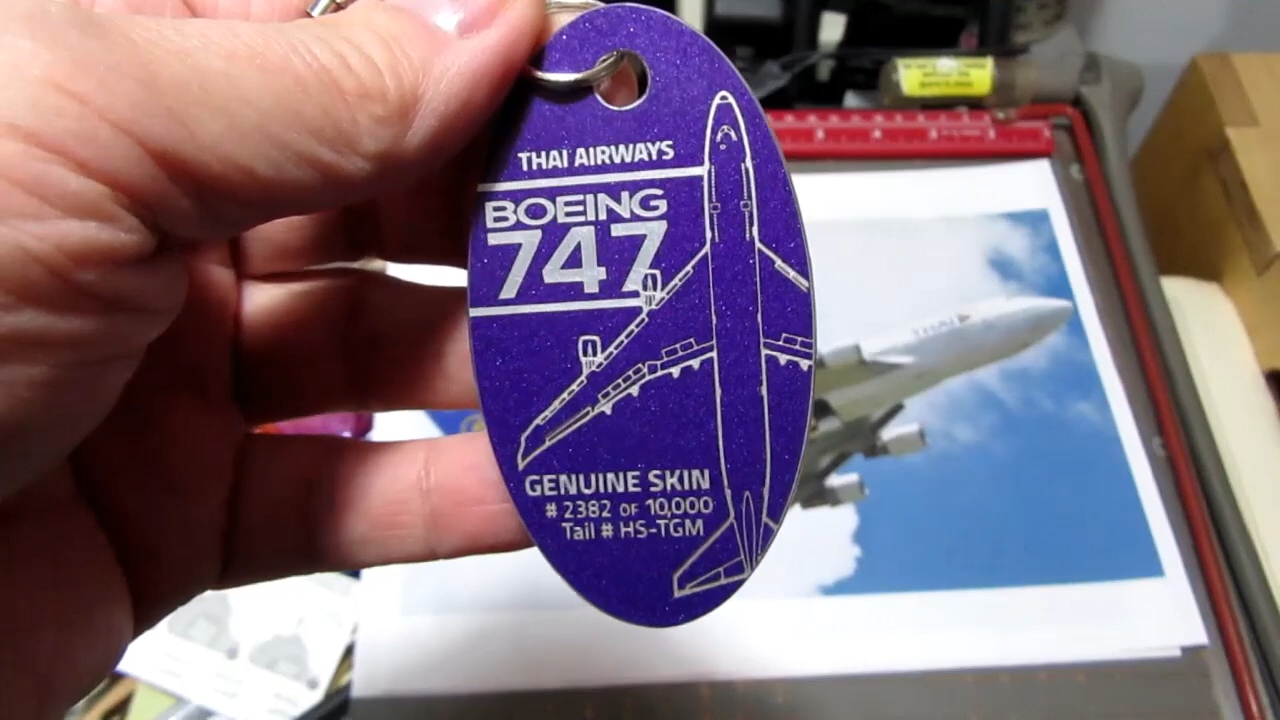 THAI AIRWAYS
BOEING
747
GENUINE SKIN
# 2382 OF 10,000
Tail # HS-TGM